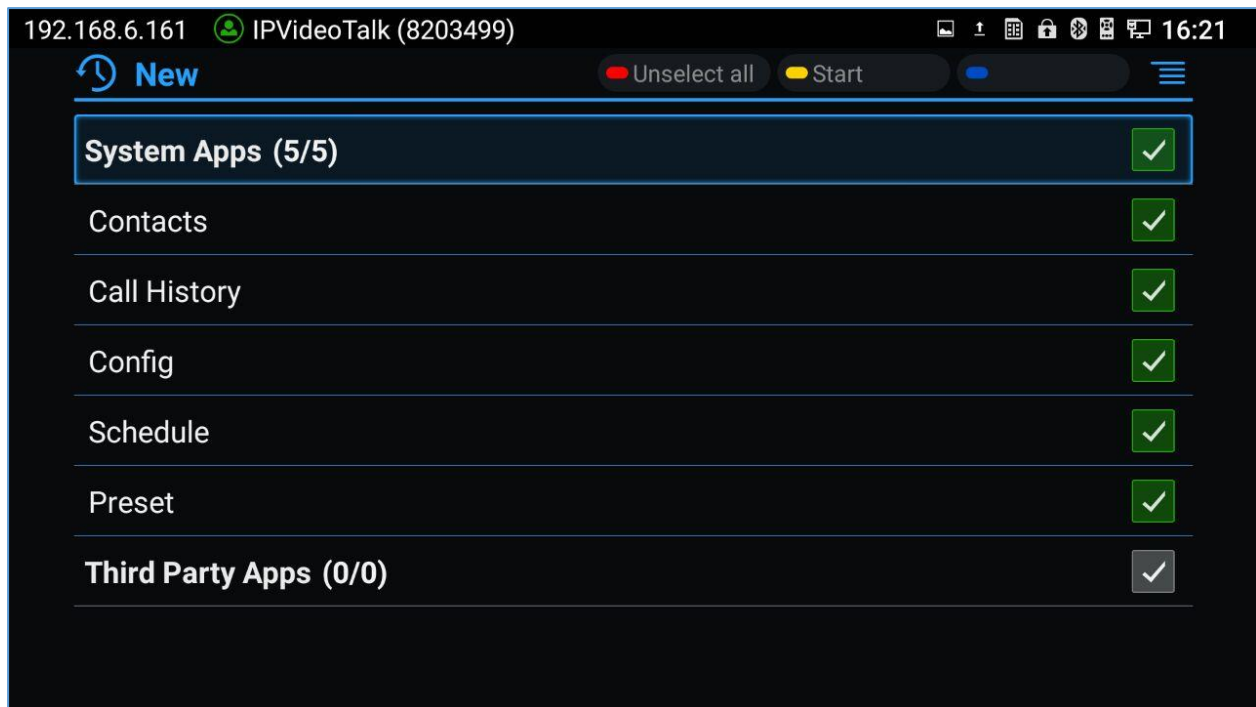 192.168.6.161 IPVideoTalk (8203499) 16:21
New Unselect all Start
System Apps (5/5)
Contacts
Call History
Config
Schedule
Preset
Third Party Apps (0/0)